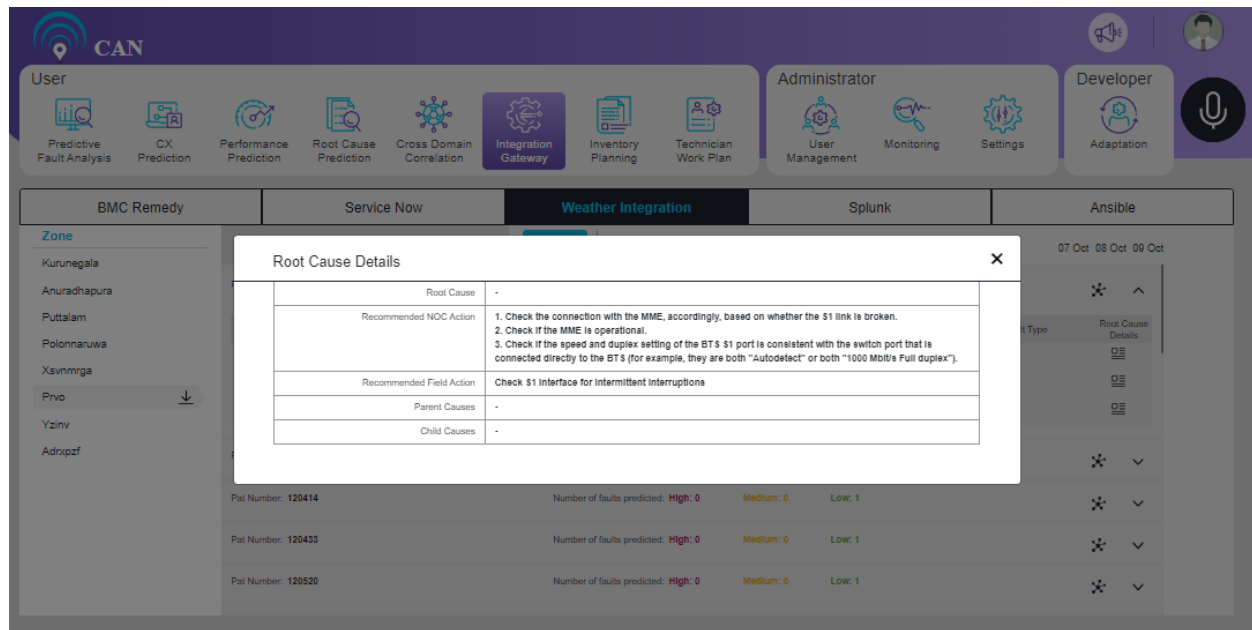 CAN
User
Administrator
Developer
Predictive
Fault Analysis
CX
Prediction
Performance
Prediction
Root Cause
Prediction
Cross Domain
Correlation
Integration
Gateway
Inventory
Planning
Technician
Work Plan
User
Management
Monitoring
Settings
Adaptation
BMC Remedy
Service Now
Weather Integration
Splunk
Ansible
Zone
07 Oct 08 Oct 09 Oct
Kurunegala
Anuradhapura
Puttalam
Polonnaruwa
Xsvnmrga
Prvo
Yzinv
Adrxpzf
Root Cause Details
Root Cause -
Recommended NOC Action 1. Check the connection with the MME, accordingly, based on whether the S1 link is broken.
2. Check if the MME is operational.
3. Check if the speed and duplex setting of the BTS S1 port is consistent with the switch port that is
connected directly to the BTS (for example, they are both "Autodetect" or both "1000 Mbit/s Full duplex").
Recommended Field Action Check S1 interface for intermittent interruptions
Parent Causes -
Child Causes -
t Type
Root Cause
Details
Pat Number: 120414 Number of faults predicted: High: 0 Medium: 0 Low: 1
Pat Number: 120433 Number of faults predicted: High: 0 Medium: 0 Low: 1
Pat Number: 120520 Number of faults predicted: High: 0 Medium: 0 Low: 1